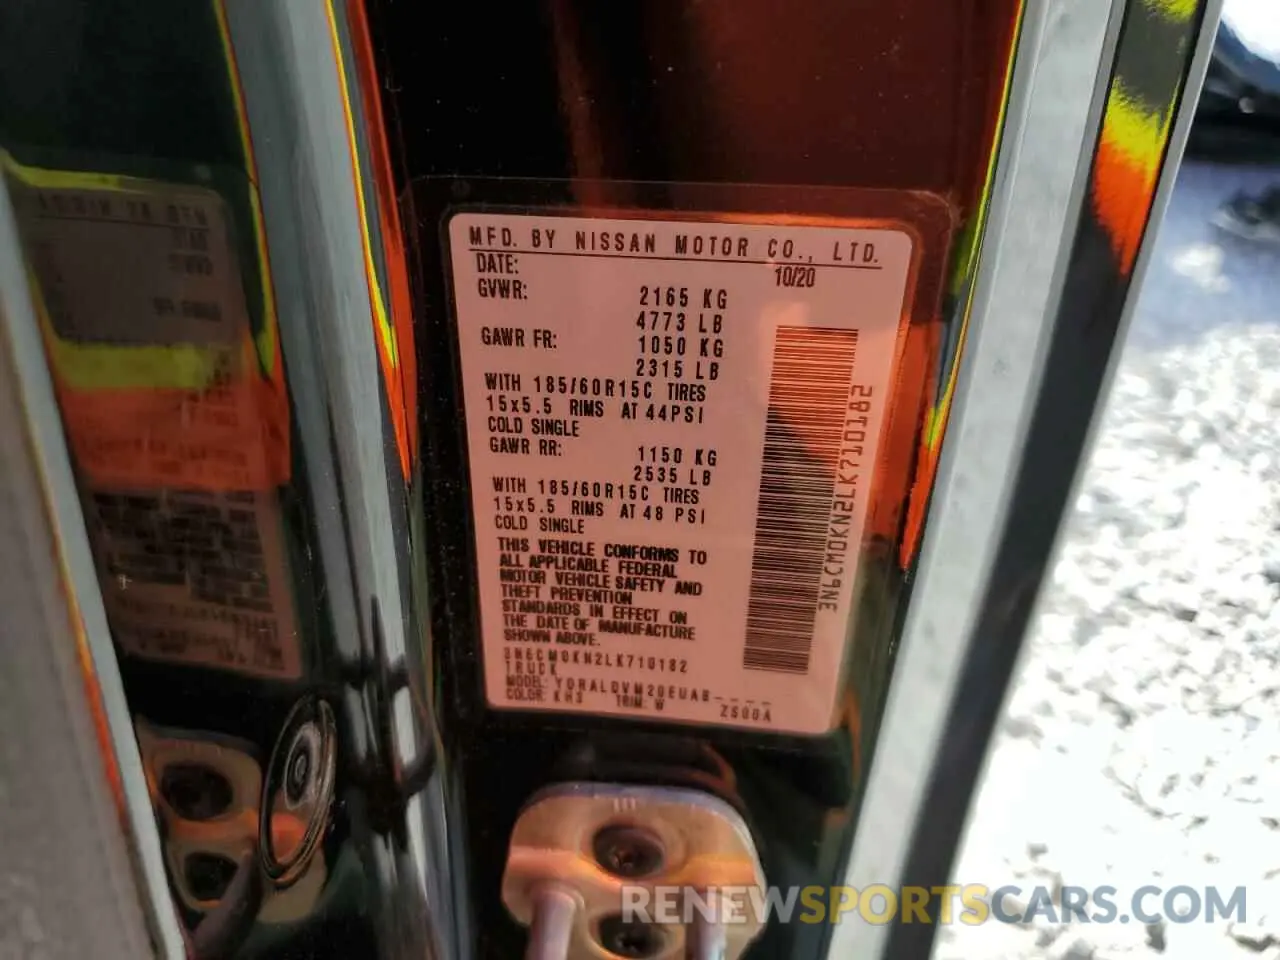 MFD. BY NISSAN MOTOR CO., LTD.
DATE: 10/20
GVWR: 2165 KG
4773 LB
GAWR FR: 1050 KG
2315 LB
WITH 185/60R15C TIRES
15x5.5 RIMS AT 44PSI
COLD SINGLE
GAWR RR: 1150 KG
2535 LB
WITH 185/60R15C TIRES
15x5.5 RIMS AT 48 PSI
COLD SINGLE
THIS VEHICLE CONFORMS TO
ALL APPLICABLE FEDERAL
MOTOR VEHICLE SAFETY AND
THEFT PREVENTION
STANDARDS IN EFFECT ON
THE DATE OF MANUFACTURE
SHOWN ABOVE.
3N6CM0KN2LK710182
TRUCK
MODEL:
COLOR: KH3 TRIM: W
3N6CM0KN2LK710182
RENEWSPORTSCARS.COM